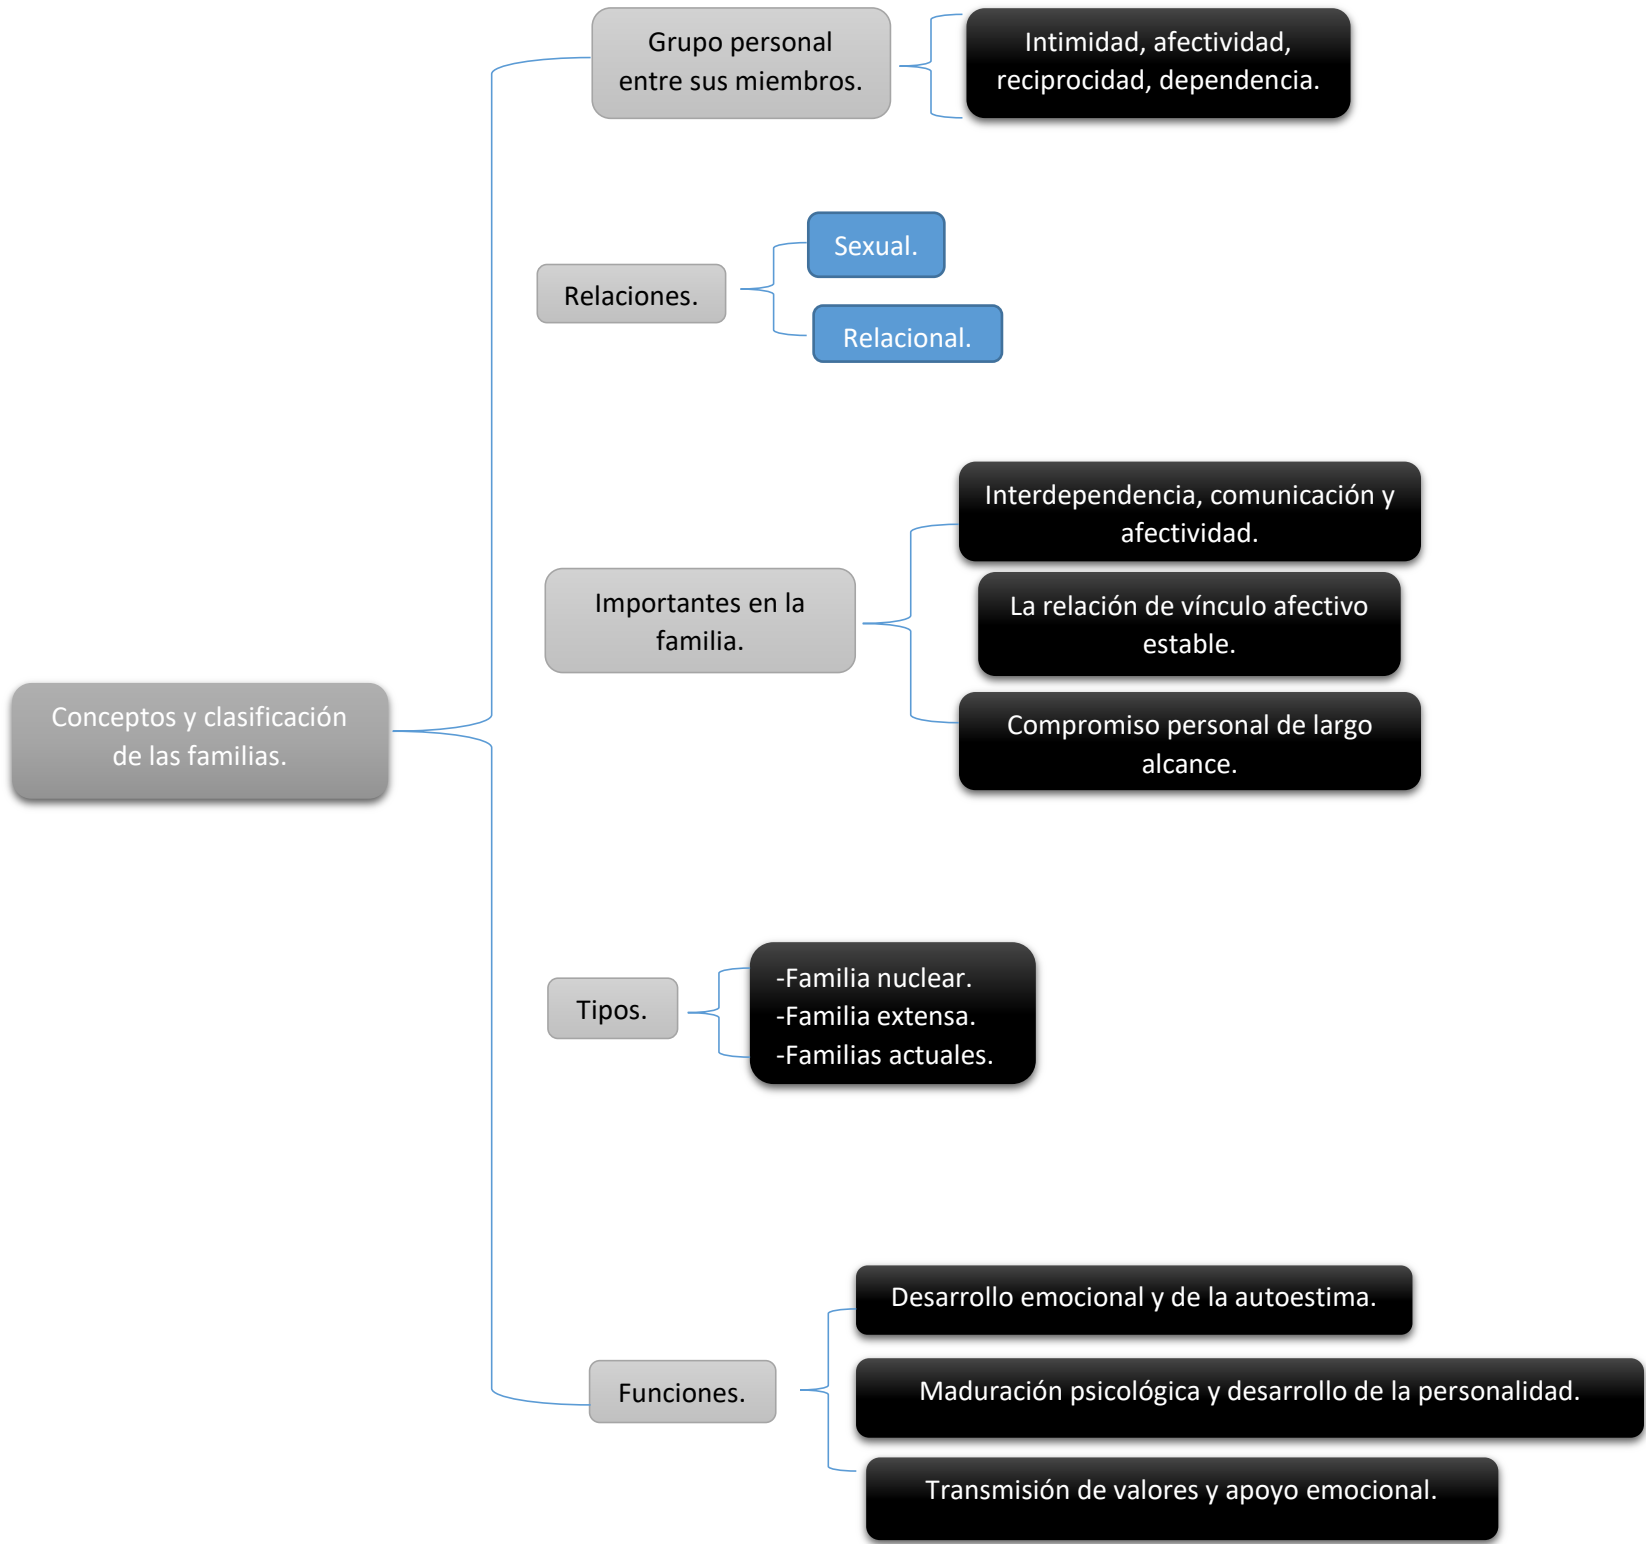 Conceptos y clasificación
de las familias.
Grupo personal
entre sus miembros.
Intimidad, afectividad,
reciprocidad, dependencia.
Relaciones.
Sexual.
Relacional.
Importantes en la
familia.
Interdependencia, comunicación y
afectividad.
La relación de vínculo afectivo
estable.
Compromiso personal de largo
alcance.
Tipos.
-Familia nuclear.
-Familia extensa.
-Familias actuales.
Funciones.
Desarrollo emocional y de la autoestima.
Maduración psicológica y desarrollo de la personalidad.
Transmisión de valores y apoyo emocional.